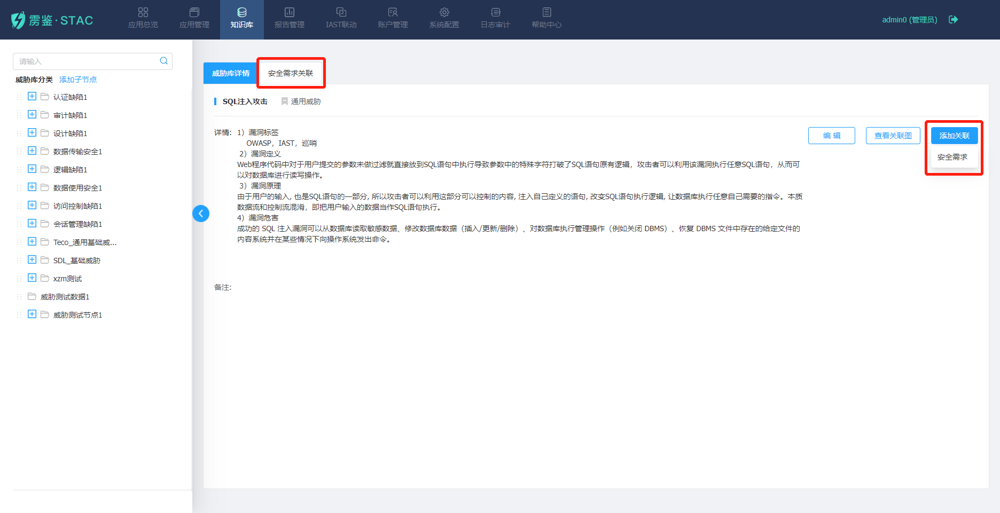 雳鉴·STAC
应用总览
应用管理
知识库
报告管理
IAST联动
账户管理
系统配置
日志审计
帮助中心
admin0 (管理员)
请输入
威胁库分类 添加子节点
认证缺陷1
审计缺陷1
设计缺陷1
数据传输安全1
逻辑缺陷1
数据使用安全1
访问控制缺陷1
会话管理缺陷1
Teco_通用基础威...
SDL_基础威胁
xzm测试
威胁测试数据1
威胁测试节点1
威胁库详情 安全需求关联
SQL注入攻击 通用威胁
编 辑 查看关联图 添加关联
安全需求
详情: 1）漏洞标签
OWASP，IAST，巡哨
2）漏洞定义
Web程序代码中对于用户提交的参数未做过滤就直接放到SQL语句中执行导致参数中的特殊字符打破了SQL语句原有逻辑，攻击者可以利用该漏洞执行任意SQL语句，从而可
以对数据库进行读写操作。
3）漏洞原理
由于用户的输入, 也是SQL语句的一部分, 所以攻击者可以利用这部分可以控制的内容, 注入自己定义的语句, 改变SQL语句执行逻辑, 让数据库执行任意自己需要的指令。本质
数据流和控制流混淆，即把用户输入的数据当作SQL语句执行。
4）漏洞危害
成功的 SQL 注入漏洞可以从数据库读取敏感数据、修改数据库数据（插入/更新/删除）、对数据库执行管理操作（例如关闭 DBMS）、恢复 DBMS 文件中存在的给定文件的
内容系统并在某些情况下向操作系统发出命令。
备注: